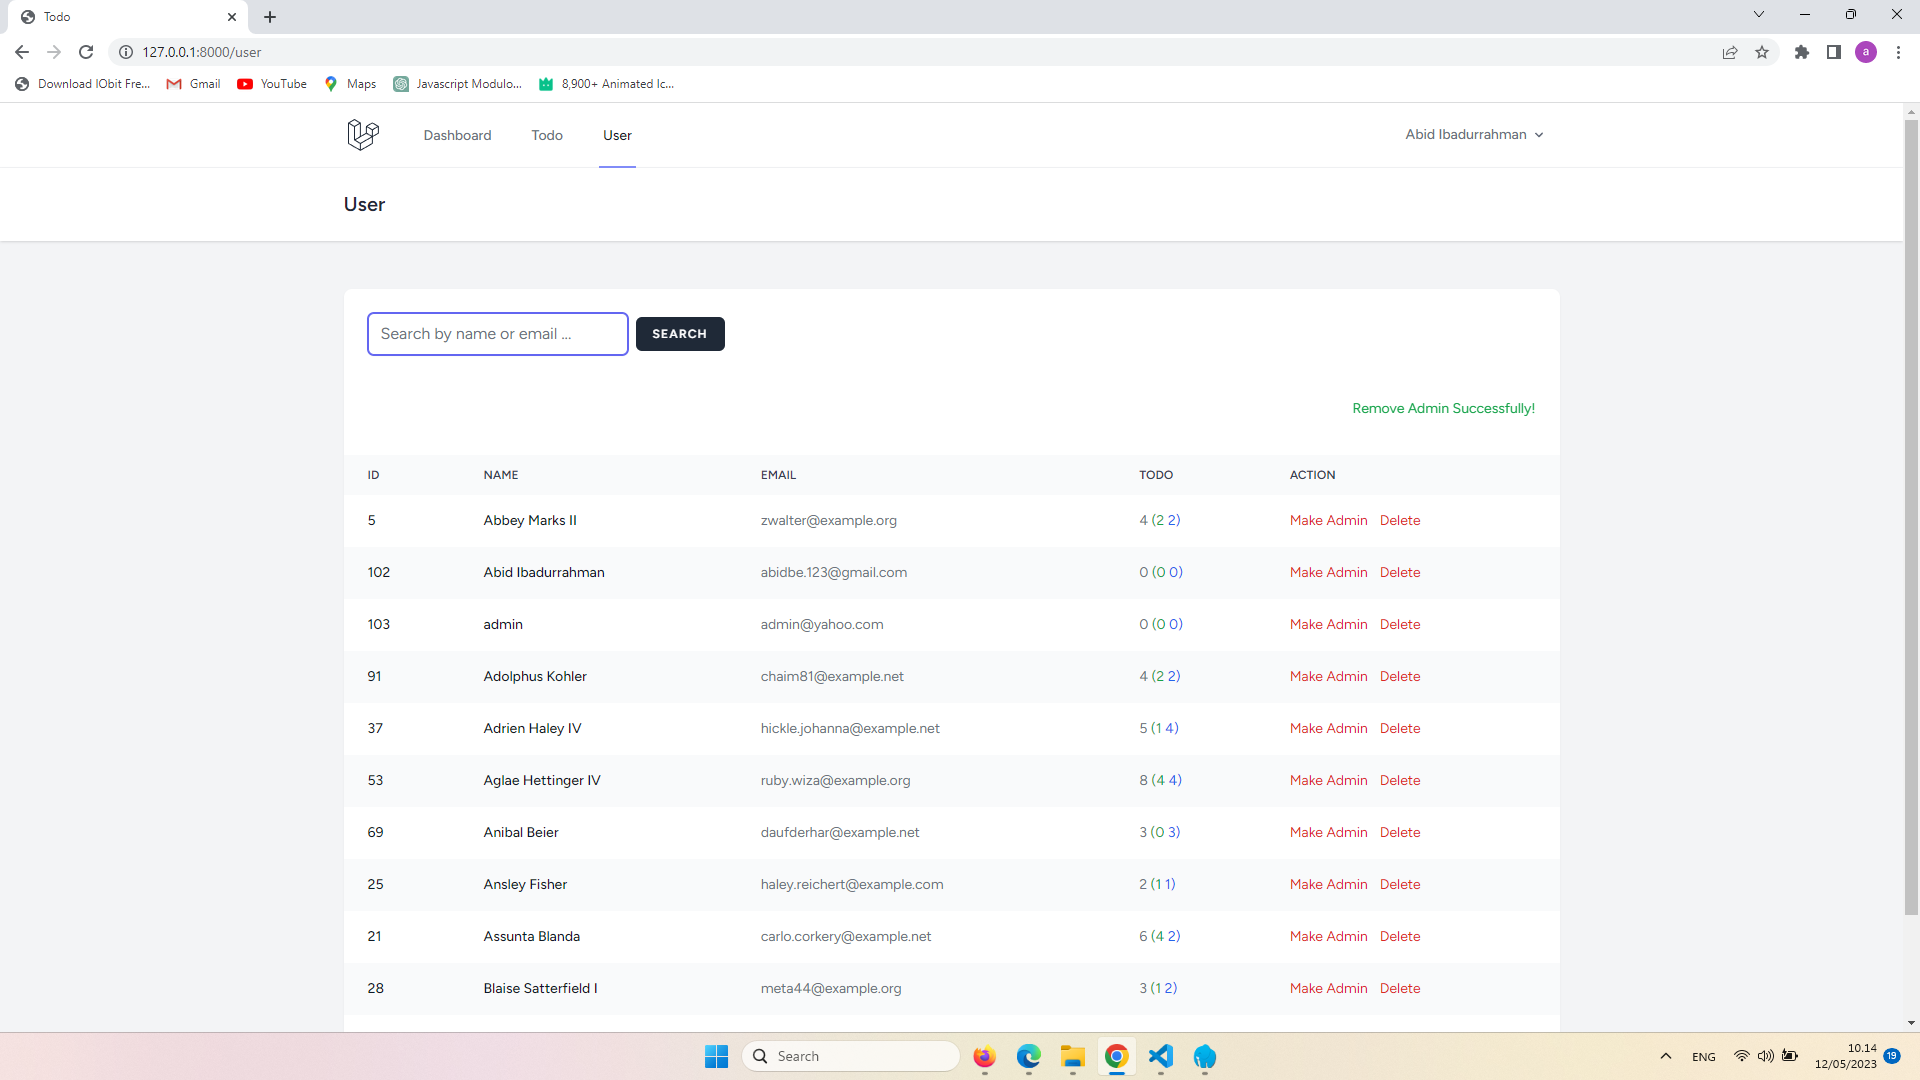 Todo
127.0.0.1:8000/user
a
Download IObit Fre...
Gmail
YouTube
Maps
Javascript Modulo...
8,900+ Animated Ic...
Dashboard
Todo
User
Abid Ibadurrahman
User
Search by name or email ...
SEARCH
Remove Admin Successfully!
ID NAME EMAIL TODO ACTION
5 Abbey Marks II zwalter@example.org 4 (2 2) Make Admin Delete
102 Abid Ibadurrahman abidbe.123@gmail.com 0 (0 0) Make Admin Delete
103 admin admin@yahoo.com 0 (0 0) Make Admin Delete
91 Adolphus Kohler chaim81@example.net 4 (2 2) Make Admin Delete
37 Adrien Haley IV hickle.johanna@example.net 5 (1 4) Make Admin Delete
53 Aglae Hettinger IV ruby.wiza@example.org 8 (4 4) Make Admin Delete
69 Anibal Beier daufderhar@example.net 3 (0 3) Make Admin Delete
25 Ansley Fisher haley.reichert@example.com 2 (1 1) Make Admin Delete
21 Assunta Blanda carlo.corkery@example.net 6 (4 2) Make Admin Delete
28 Blaise Satterfield I meta44@example.org 3 (1 2) Make Admin Delete
Search
ENG
10.14
12/05/2023
19